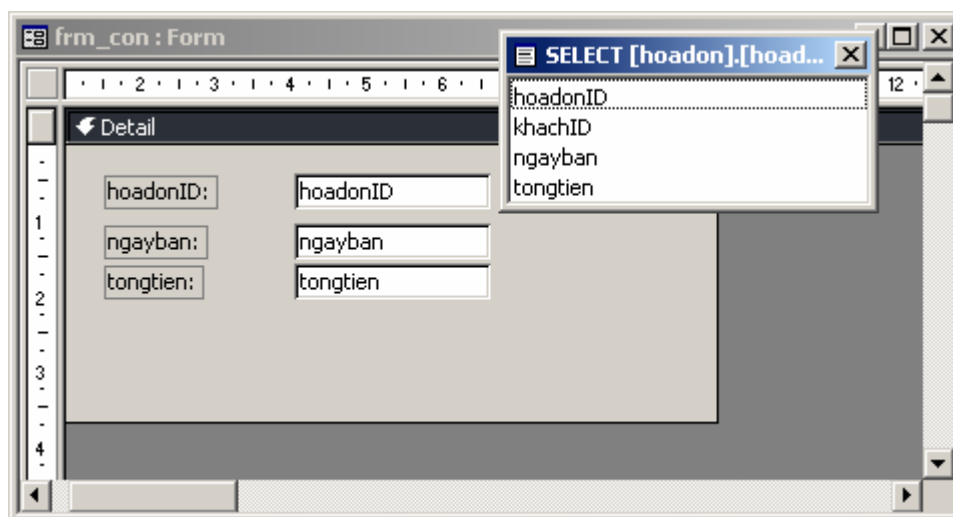 frm_con : Form
SELECT [hoadon].[hoad...
hoadonID
khachID
ngayban
tongtien
1 2 3 4 5 6 12
Detail
hoadonID: hoadonID
ngayban: ngayban
tongtien: tongtien
1
2
3
4